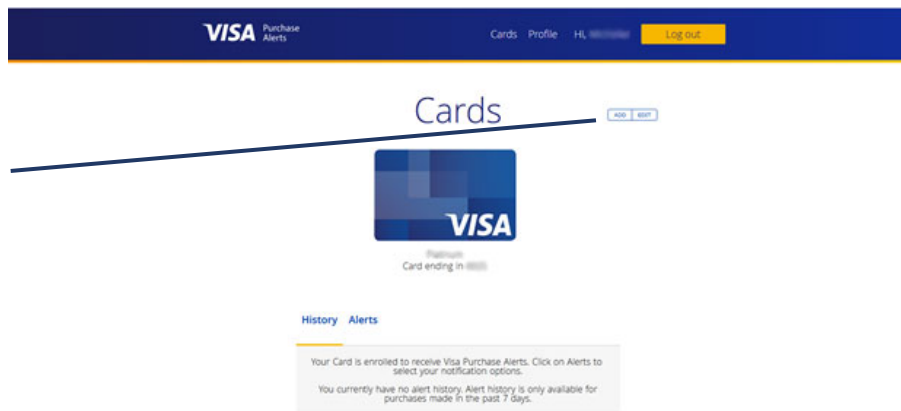 VISA Purchase Alerts
Cards Profile Hi, Log out
Cards
ADD EDIT
VISA
Platinum
Card ending in
History Alerts
Your Card is enrolled to receive Visa Purchase Alerts. Click on Alerts to
select your notification options.
You currently have no alert history. Alert history is only available for
purchases made in the past 7 days.